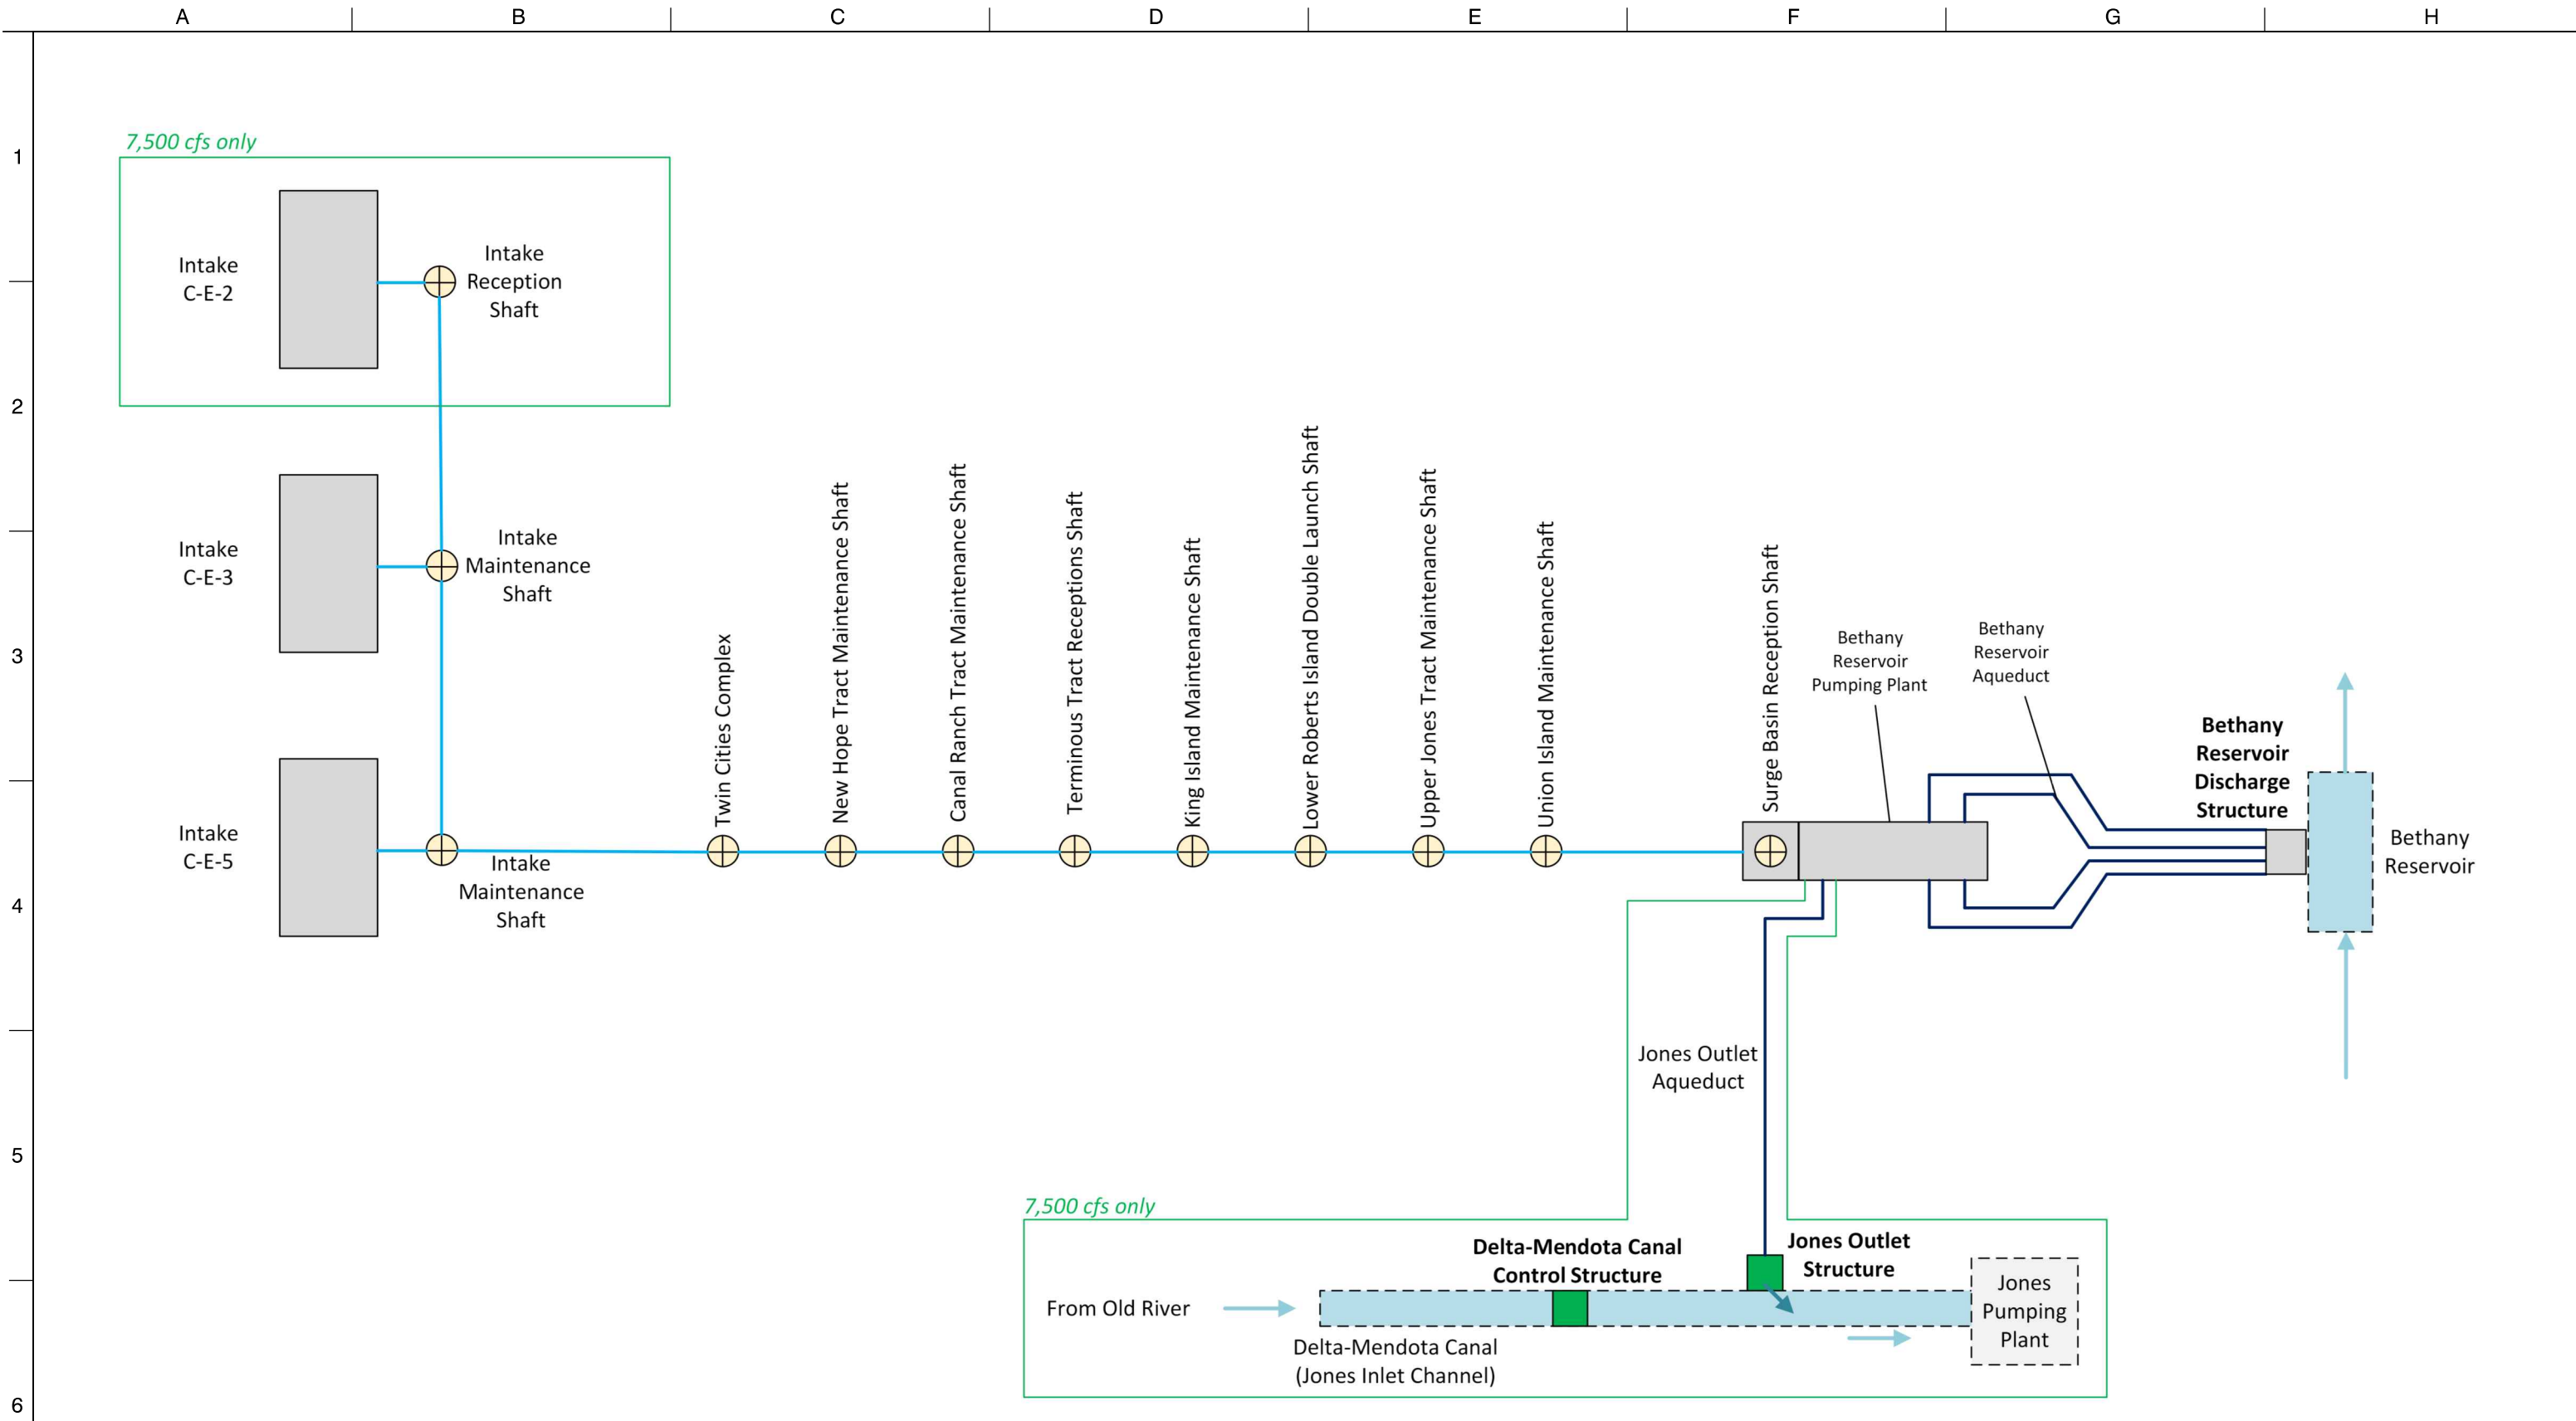 A B C D E F G H
1
2
3
4
5
6
7,500 cfs only
Intake
C-E-2
Intake
Reception
Shaft
Intake
C-E-3
Intake
Maintenance
Shaft
Intake
C-E-5
Intake
Maintenance
Shaft
Twin Cities Complex
New Hope Tract Maintenance Shaft
Canal Ranch Tract Maintenance Shaft
Terminous Tract Receptions Shaft
King Island Maintenance Shaft
Lower Roberts Island Double Launch Shaft
Upper Jones Tract Maintenance Shaft
Union Island Maintenance Shaft
Surge Basin Reception Shaft
Bethany
Reservoir
Pumping Plant
Bethany
Reservoir
Aqueduct
Bethany
Reservoir
Discharge
Structure
Bethany
Reservoir
Jones Outlet
Aqueduct
7,500 cfs only
Delta-Mendota Canal
Control Structure
Jones Outlet
Structure
From Old River
Jones
Pumping
Plant
Delta-Mendota Canal
(Jones Inlet Channel)